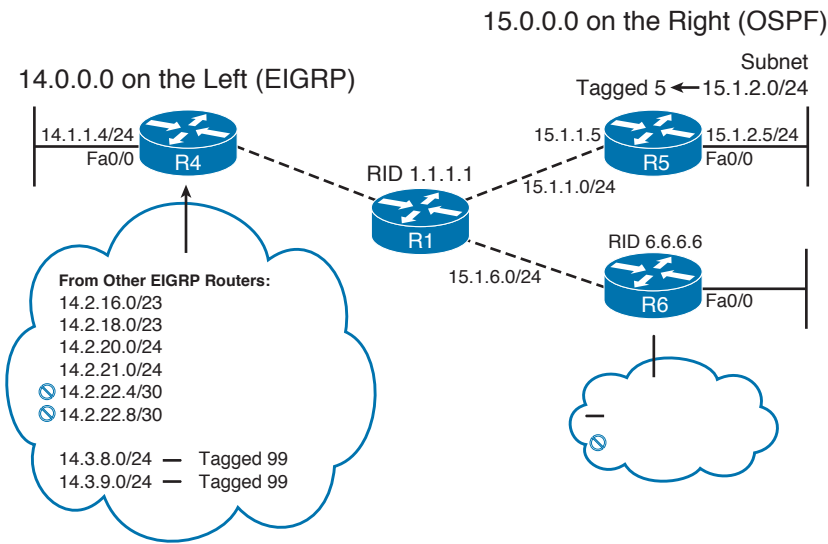 15.0.0.0 on the Right (OSPF)
14.0.0.0 on the Left (EIGRP)
Subnet
Tagged 5 15.1.2.0/24
14.1.1.4/24
Fa0/0
R4
15.1.1.5
R5
15.1.2.5/24
Fa0/0
RID 1.1.1.1
15.1.1.0/24
R1
RID 6.6.6.6
15.1.6.0/24
R6
Fa0/0
From Other EIGRP Routers:
14.2.16.0/23
14.2.18.0/23
14.2.20.0/24
14.2.21.0/24
14.2.22.4/30
14.2.22.8/30
14.3.8.0/24 — Tagged 99
14.3.9.0/24 — Tagged 99